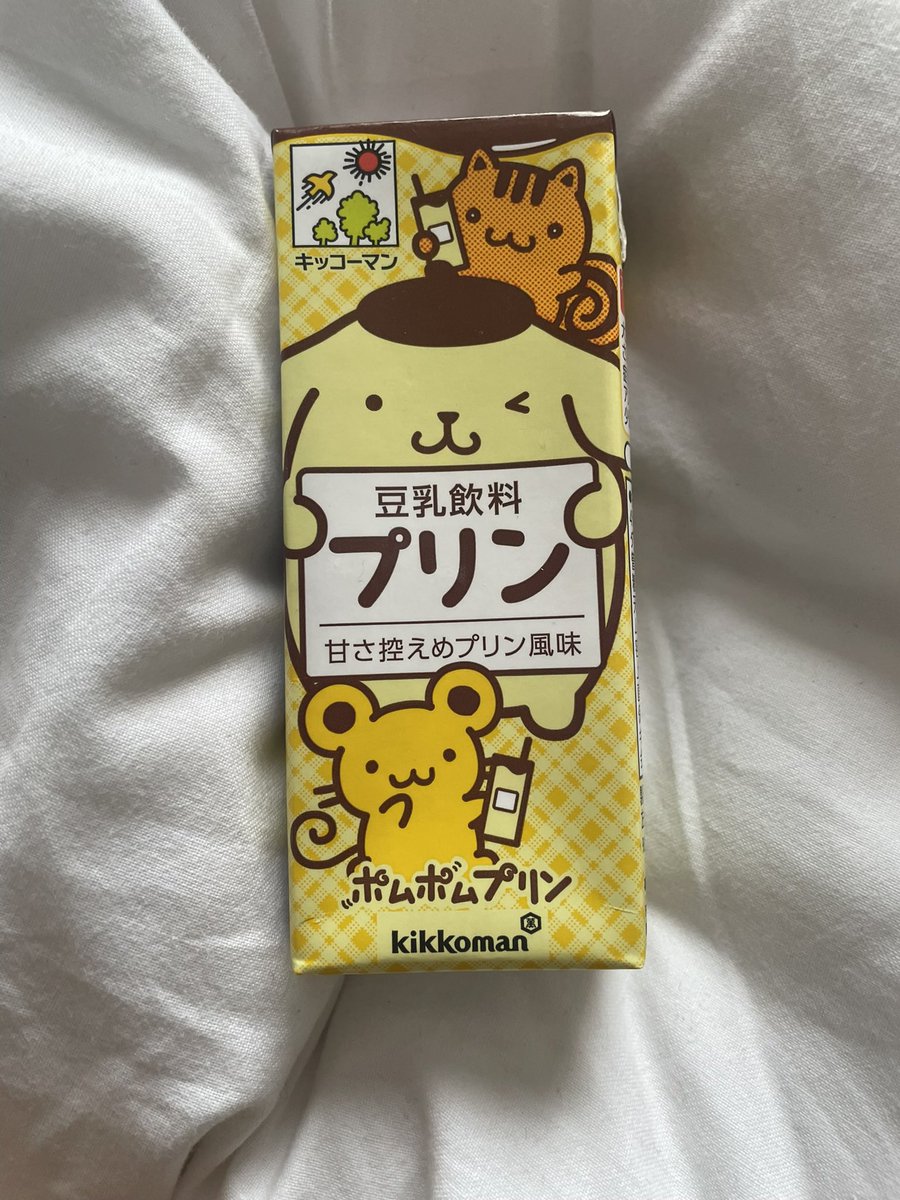 キッコーマン
豆乳飲料
プリン
甘さ控えめプリン風味
ポムポムプリン
kikkoman